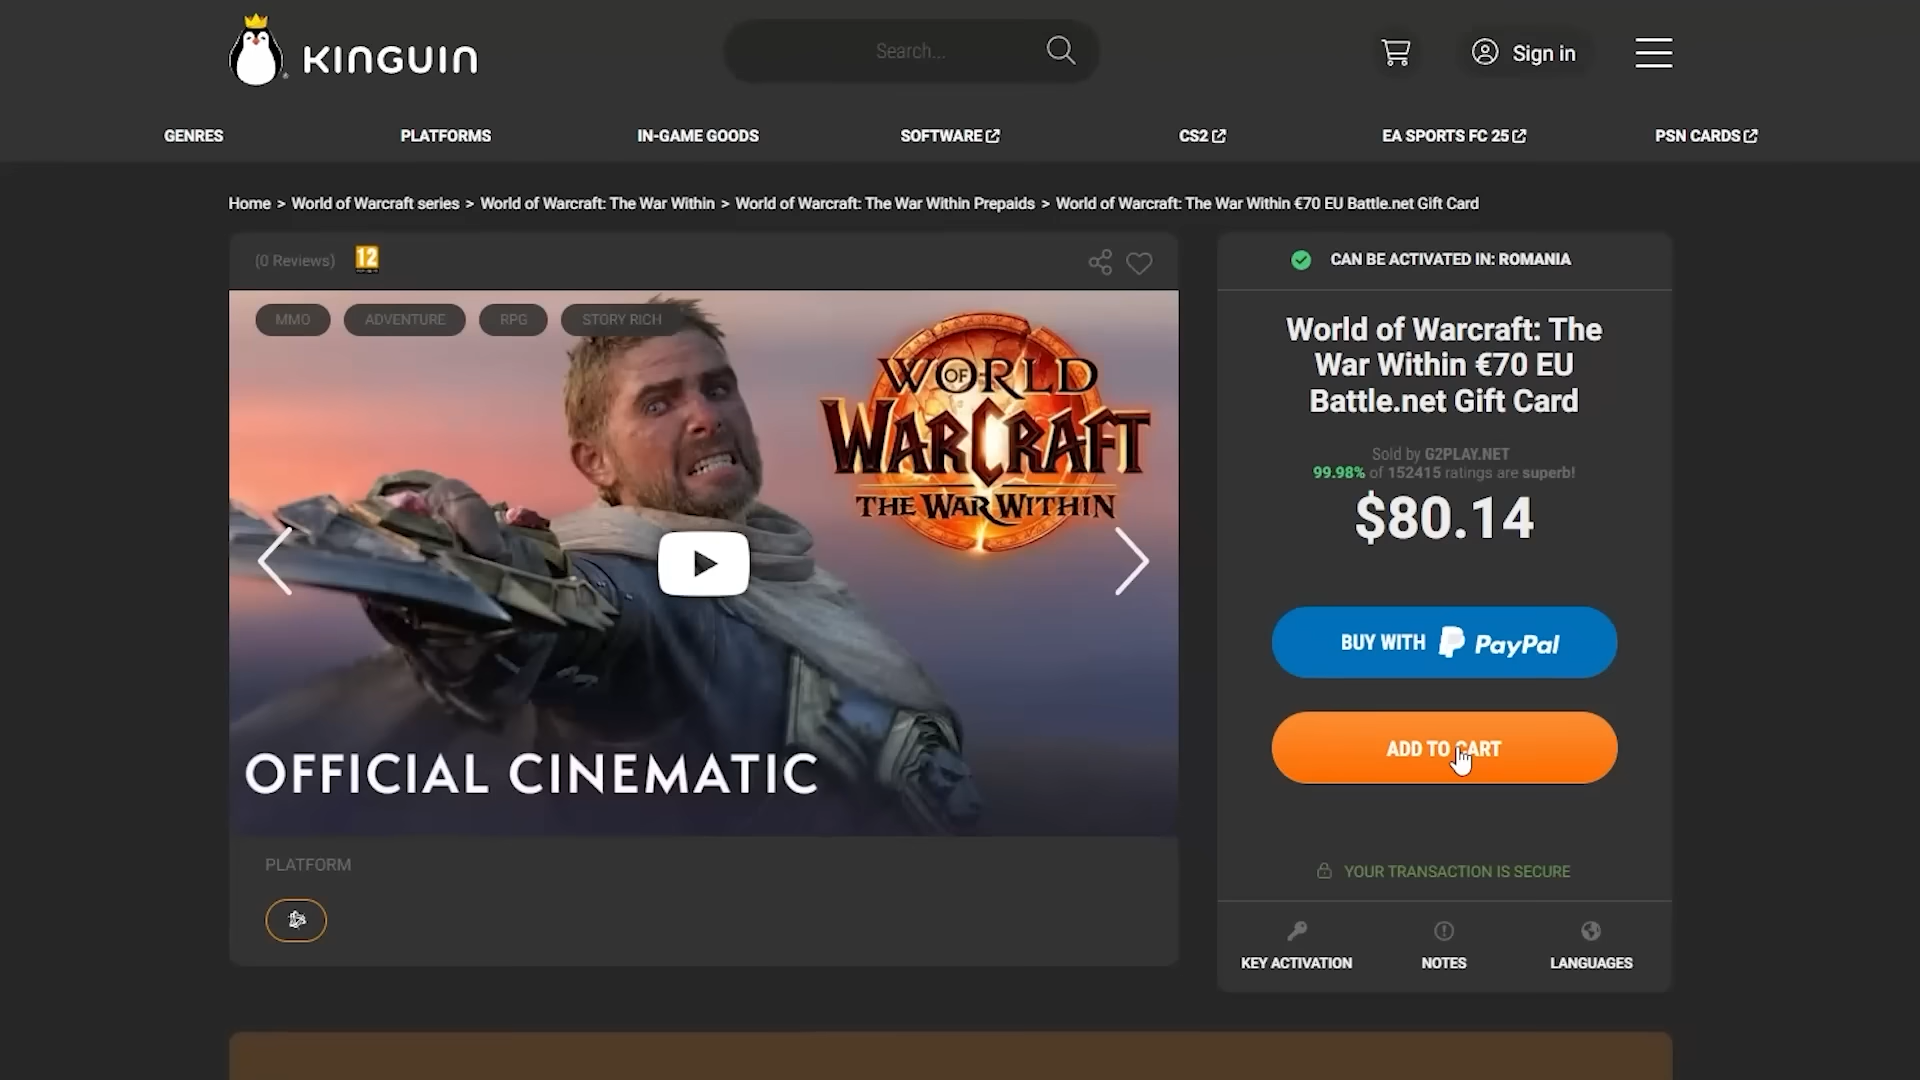 KINGUIN
Search...
Sign in
GENRES
PLATFORMS
IN-GAME GOODS
SOFTWARE
CS2
EA SPORTS FC 25
PSN CARDS
Home > World of Warcraft series > World of Warcraft: The War Within > World of Warcraft: The War Within Prepaids > World of Warcraft: The War Within €70 EU Battle.net Gift Card
(0 Reviews)
12
MMO
ADVENTURE
RPG
STORY RICH
WORLD
OF
WARCRAFT
THE WAR WITHIN
OFFICIAL CINEMATIC
PLATFORM
CAN BE ACTIVATED IN: ROMANIA
World of Warcraft: The
War Within €70 EU
Battle.net Gift Card
Sold by G2PLAY.NET
99.98% of 152415 ratings are superb!
$80.14
BUY WITH PayPal
ADD TO CART
YOUR TRANSACTION IS SECURE
KEY ACTIVATION
NOTES
LANGUAGES